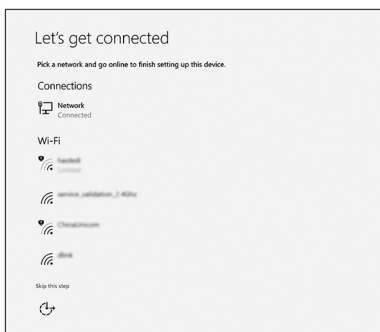 Let's get connected
Pick a network and go online to finish setting up this device.
Connections
Network
Connected
Wi-Fi
Limited
service_validation_2.4Ghz
ChinaUnicom
dlink
Skip this step